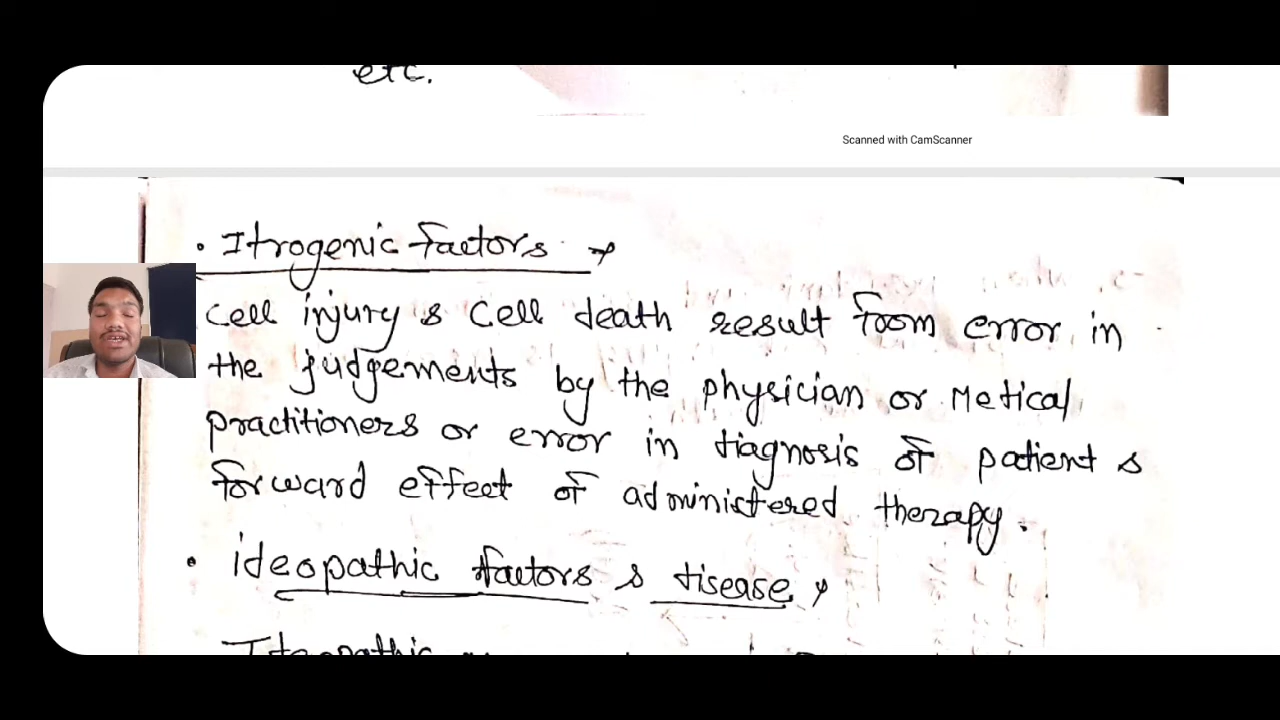 etc.
Scanned with CamScanner
• Itrogenic factors →
cell injury & cell death result from error in
the judgements by the physician or Metical
practitioners or error in tiagnosis of patient &
forward effect of administered therapy.
• ideopathic factors & tisease →